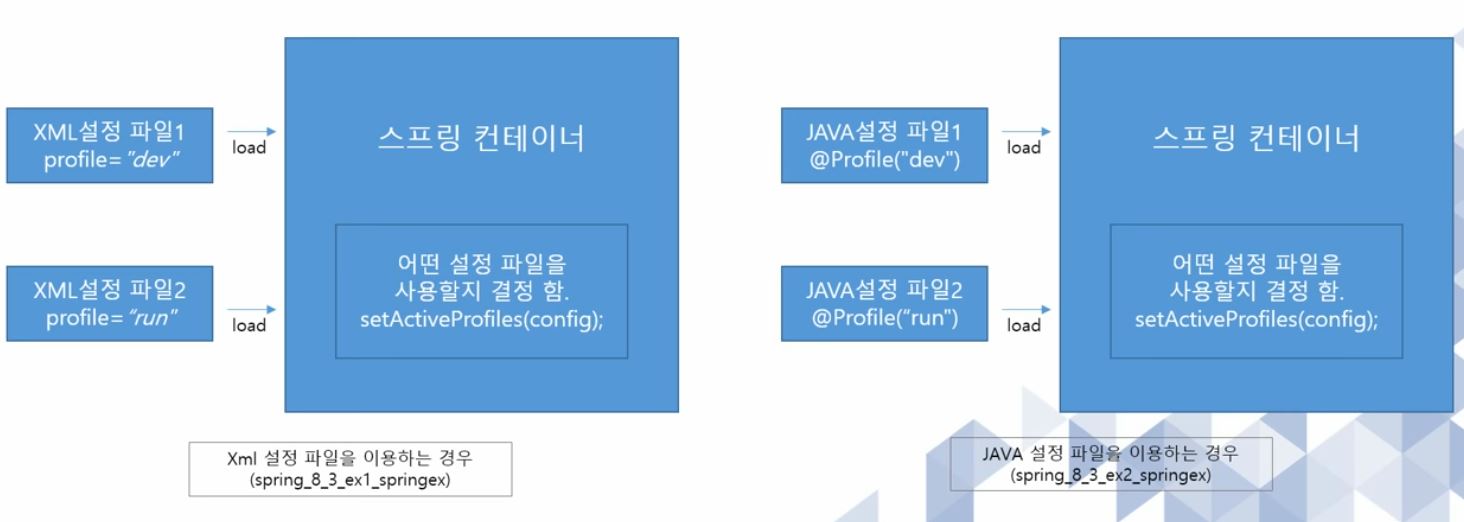 XML설정 파일1
profile= "dev"
load
XML설정 파일2
profile= “run"
load
스프링 컨테이너
어떤 설정 파일을
사용할지 결정 함.
setActiveProfiles(config);
Xml 설정 파일을 이용하는 경우
(spring_8_3_ex1_springex)
JAVA설정 파일1
@Profile("dev")
load
JAVA설정 파일2
@Profile(“run")
load
스프링 컨테이너
어떤 설정 파일을
사용할지 결정 함.
setActiveProfiles(config);
JAVA 설정 파일을 이용하는 경우
(spring_8_3_ex2_springex)